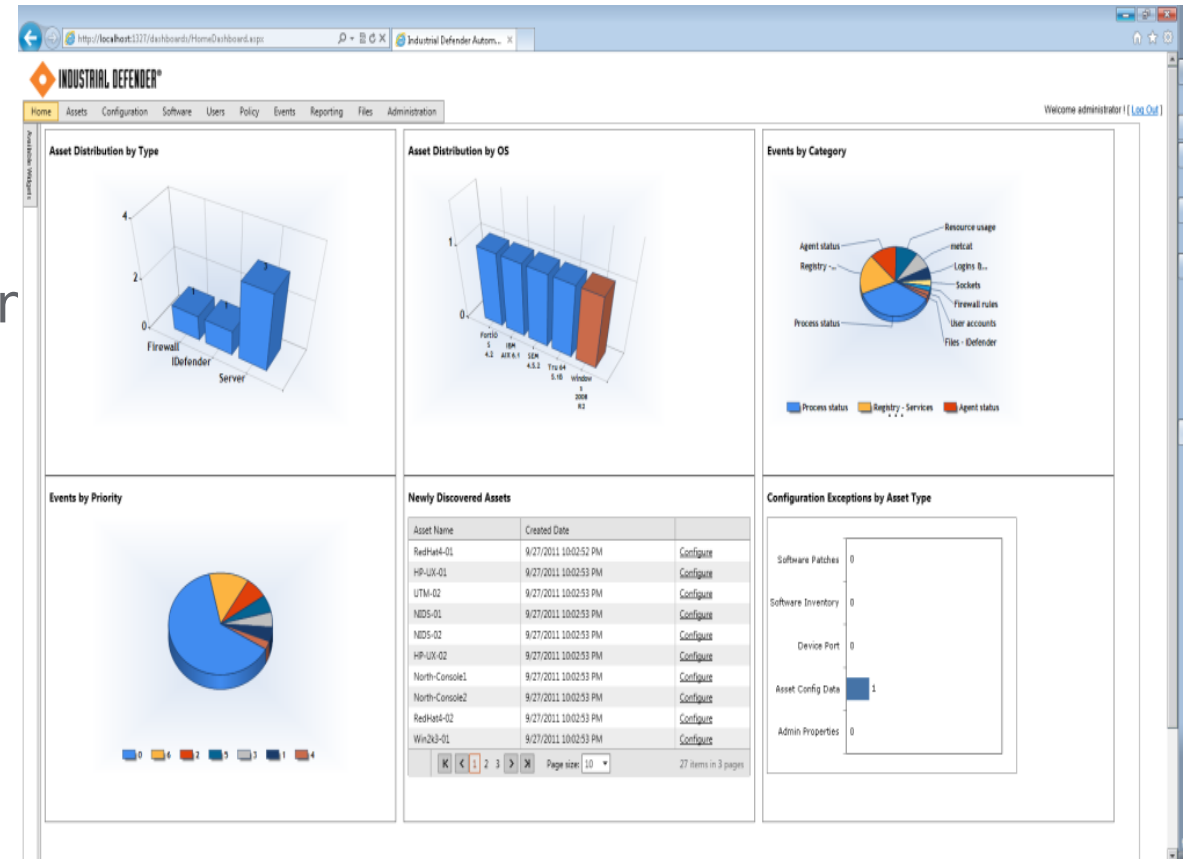 http://localhost:1327/dashboards/HomeDashboard.aspx
Industrial Defender Autom...
INDUSTRIAL DEFENDER®
Home Assets Configuration Software Users Policy Events Reporting Files Administration
Welcome administrator ! [ Log Out ]
Available Widgets
r
Asset Distribution by Type
4
2
0
1
1
3
Firewall
IDefender
Server
Asset Distribution by OS
1
0
FortiO
S
4.2
IBM
AIX 6.1
SEM
4.5.2
Tru 64
5.1B
Window
s
2008
R2
Events by Category
Agent status
Registry -...
Process status
Resource usage
metcat
Logins &...
Sockets
Firewall rules
User accounts
Files - IDefender
Process status Registry - Services Agent status
...
Events by Priority
0 6 2 5 3 1 4
Newly Discovered Assets
Asset Name Created Date
RedHat4-01 9/27/2011 10:02:52 PM Configure
HP-UX-01 9/27/2011 10:02:53 PM Configure
UTM-02 9/27/2011 10:02:53 PM Configure
NIDS-01 9/27/2011 10:02:53 PM Configure
NIDS-02 9/27/2011 10:02:53 PM Configure
HP-UX-02 9/27/2011 10:02:53 PM Configure
North-Console1 9/27/2011 10:02:53 PM Configure
North-Console2 9/27/2011 10:02:53 PM Configure
RedHat4-02 9/27/2011 10:02:53 PM Configure
Win2k3-01 9/27/2011 10:02:53 PM Configure
1 2 3 Page size: 10 27 items in 3 pages
Configuration Exceptions by Asset Type
Software Patches 0
Software Inventory 0
Device Port 0
Asset Config Data 1
Admin Properties 0